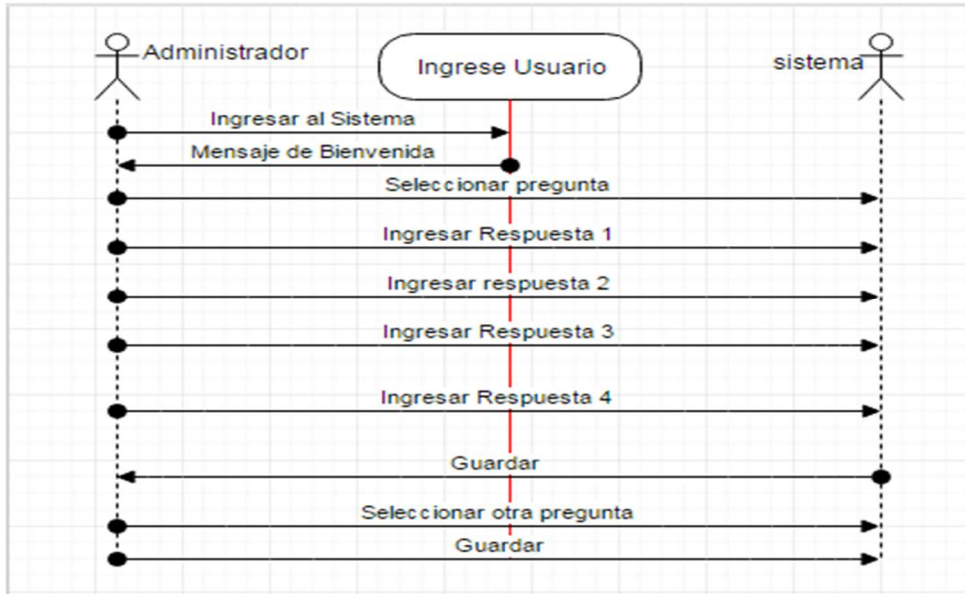 Administrador
Ingrese Usuario
sistema
Ingresar al Sistema
Mensaje de Bienvenida
Seleccionar pregunta
Ingresar Respuesta 1
Ingresar respuesta 2
Ingresar Respuesta 3
Ingresar Respuesta 4
Guardar
Seleccionar otra pregunta
Guardar